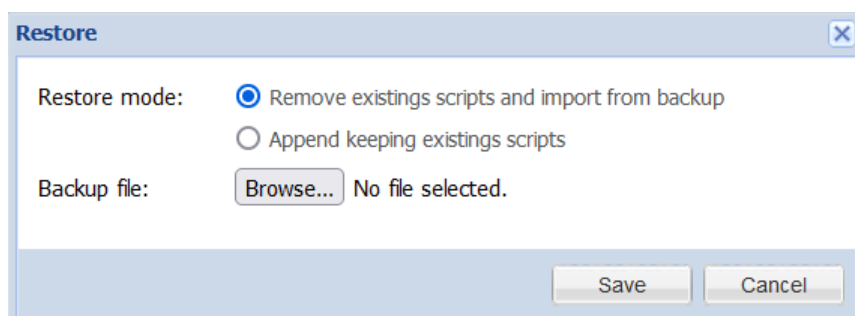 Restore
Restore mode: Remove existings scripts and import from backup
Append keeping existings scripts
Backup file: Browse... No file selected.
Save Cancel